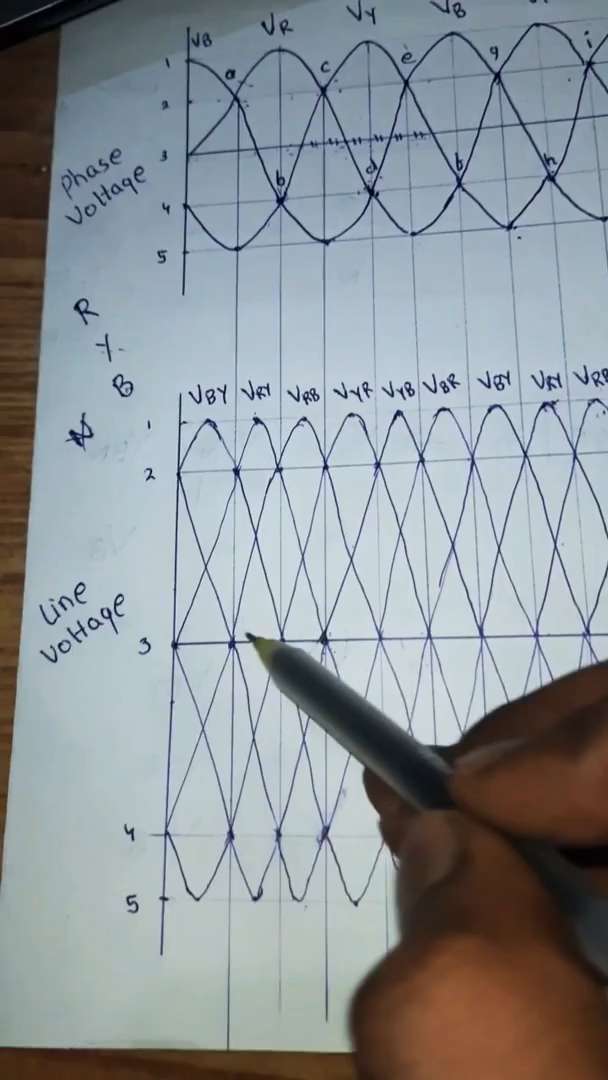 VB VR VY VB
1 a c e g i
2
Phase
Voltage
3
b d h
4
5
R
Y
B
N
VBY VRY VRB VYR VYB VBR VBY VRY VRB
1
2
Line
Voltage
3
4
5